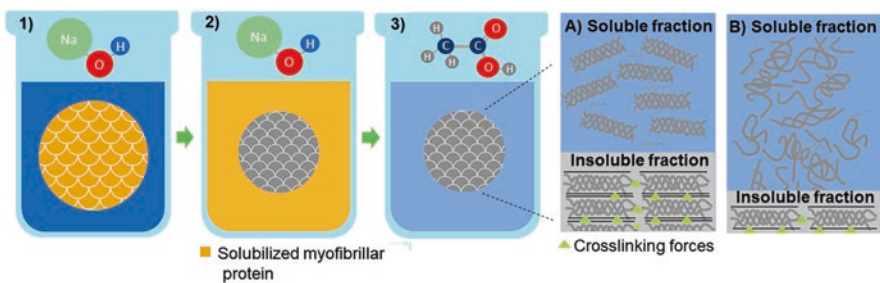 1)
Na
O
H
2)
Na
O
H
3)
H
H
H
C
C
O
O
H
A) Soluble fraction
Insoluble fraction
B) Soluble fraction
Insoluble fraction
Solubilized myofibrillar
protein
Crosslinking forces